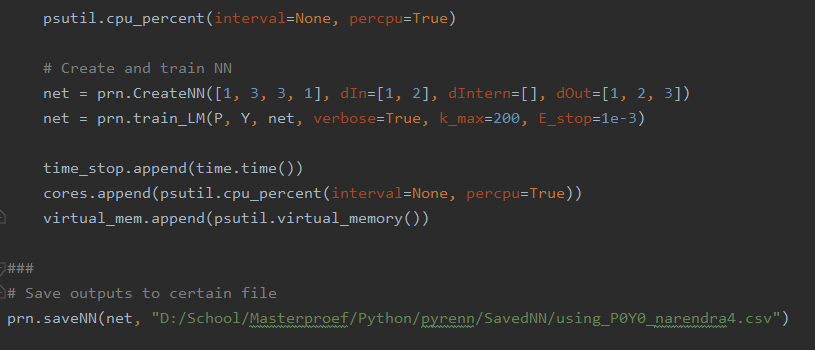 psutil.cpu_percent(interval=None, percpu=True)
# Create and train NN
net = prn.CreateNN([1, 3, 3, 1], dIn=[1, 2], dIntern=[], dOut=[1, 2, 3])
net = prn.train_LM(P, Y, net, verbose=True, k_max=200, E_stop=1e-3)
time_stop.append(time.time())
cores.append(psutil.cpu_percent(interval=None, percpu=True))
virtual_mem.append(psutil.virtual_memory())
###
# Save outputs to certain file
prn.saveNN(net, "D:/School/Masterproef/Python/pyrenn/SavedNN/using_P0Y0_narendra4.csv")